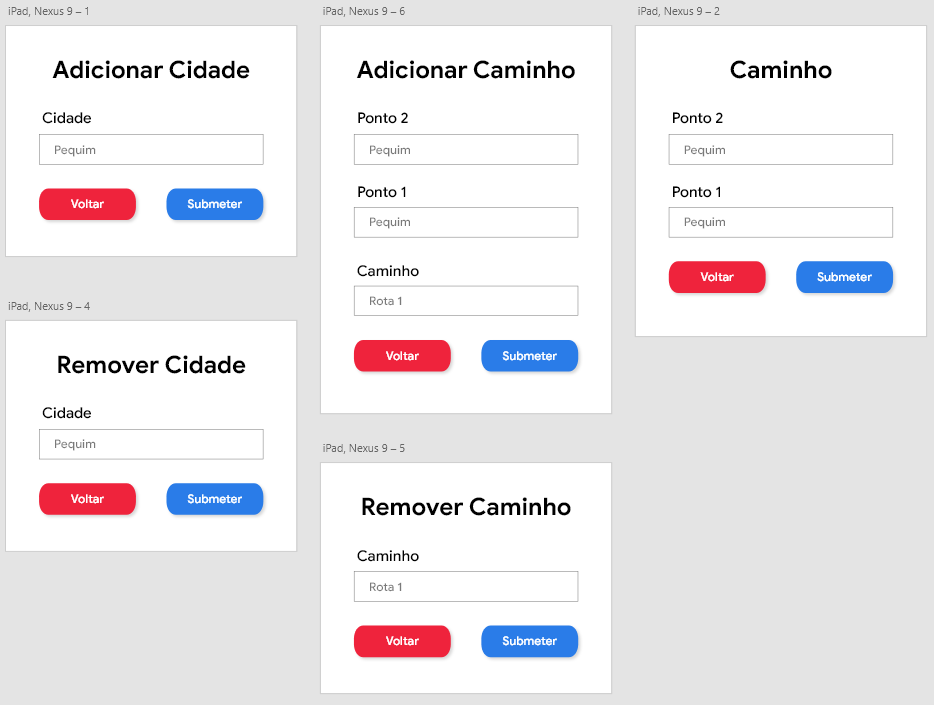 iPad, Nexus 9 – 1
Adicionar Cidade
Cidade
Pequim
Voltar
Submeter
iPad, Nexus 9 – 4
Remover Cidade
Cidade
Pequim
Voltar
Submeter
iPad, Nexus 9 – 6
Adicionar Caminho
Ponto 2
Pequim
Ponto 1
Pequim
Caminho
Rota 1
Voltar
Submeter
iPad, Nexus 9 – 5
Remover Caminho
Caminho
Rota 1
Voltar
Submeter
iPad, Nexus 9 – 2
Caminho
Ponto 2
Pequim
Ponto 1
Pequim
Voltar
Submeter